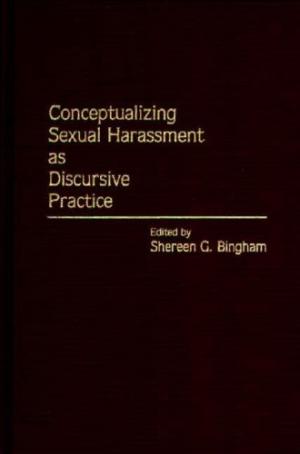 Conceptualizing
Sexual Harassment
as
Discursive
Practice
Edited by
Shereen G. Bingham